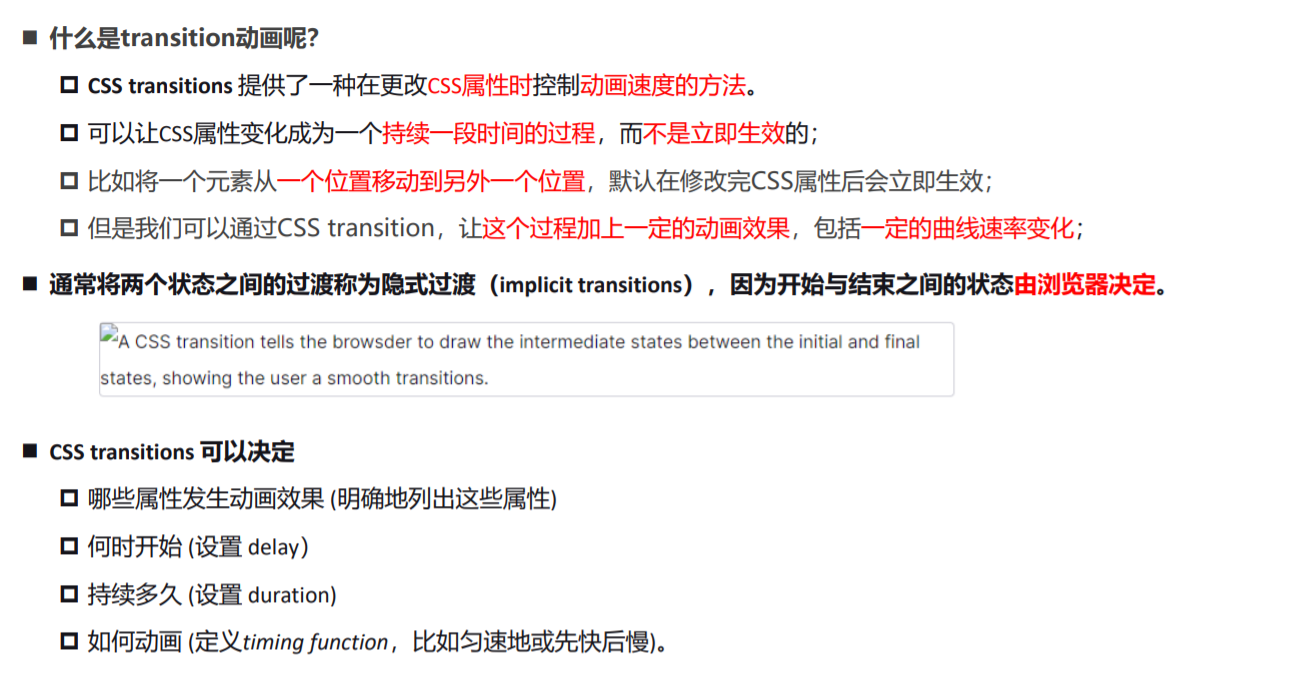 什么是transition动画呢？
CSS transitions 提供了一种在更改CSS属性时控制动画速度的方法。
可以让CSS属性变化成为一个持续一段时间的过程，而不是立即生效的；
比如将一个元素从一个位置移动到另外一个位置，默认在修改完CSS属性后会立即生效；
但是我们可以通过CSS transition，让这个过程加上一定的动画效果，包括一定的曲线速率变化；
通常将两个状态之间的过渡称为隐式过渡（implicit transitions），因为开始与结束之间的状态由浏览器决定。
A CSS transition tells the browsder to draw the intermediate states between the initial and final
states, showing the user a smooth transitions.
CSS transitions 可以决定
哪些属性发生动画效果 (明确地列出这些属性)
何时开始 (设置 delay）
持续多久 (设置 duration)
如何动画 (定义timing function，比如匀速地或先快后慢)。